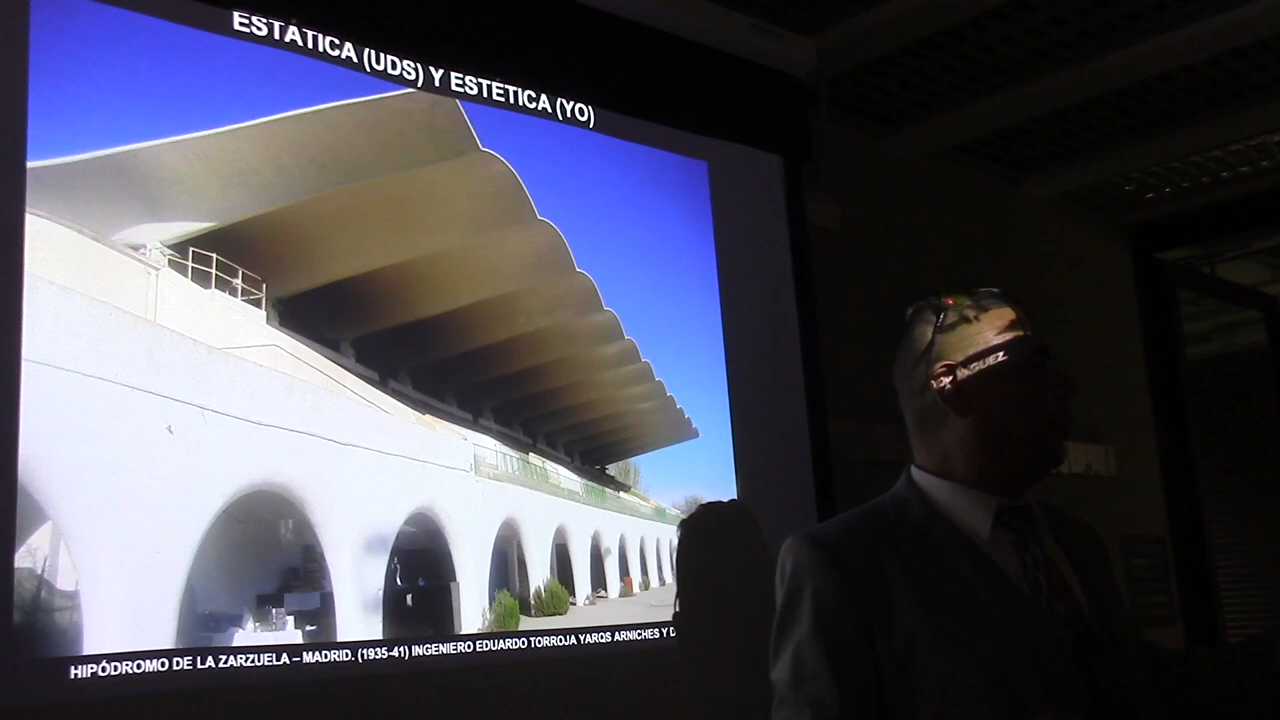 ESTATICA (UDS) Y ESTETICA (YO)
HIPÓDROMO DE LA ZARZUELA – MADRID. (1935-41) INGENIERO EDUARDO TORROJA YARQS ARNICHES Y D